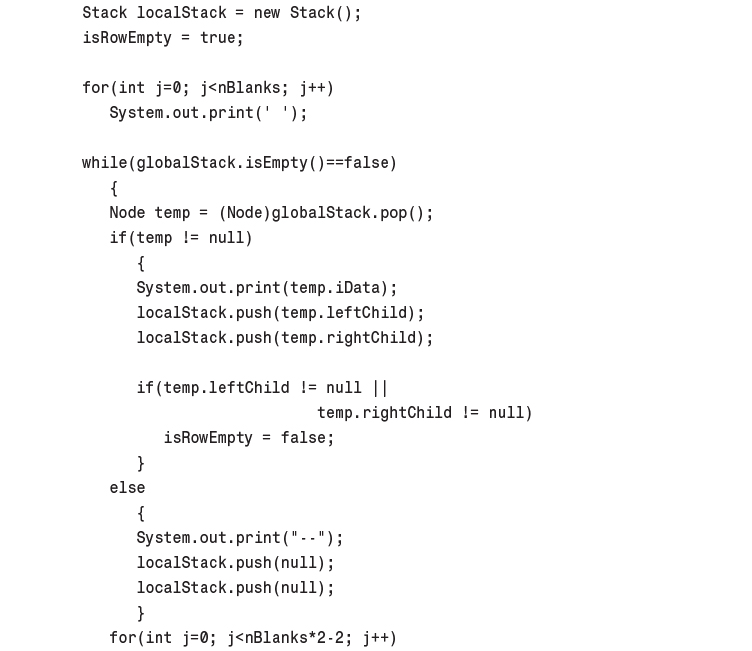 Stack localStack = new Stack();
isRowEmpty = true;

for(int j=0; j<nBlanks; j++)
   System.out.print(' ');

while(globalStack.isEmpty()==false)
   {
   Node temp = (Node)globalStack.pop();
   if(temp != null)
      {
      System.out.print(temp.iData);
      localStack.push(temp.leftChild);
      localStack.push(temp.rightChild);

      if(temp.leftChild != null ||
                          temp.rightChild != null)
         isRowEmpty = false;
      }
   else
      {
      System.out.print("--");
      localStack.push(null);
      localStack.push(null);
      }
   for(int j=0; j<nBlanks*2-2; j++)